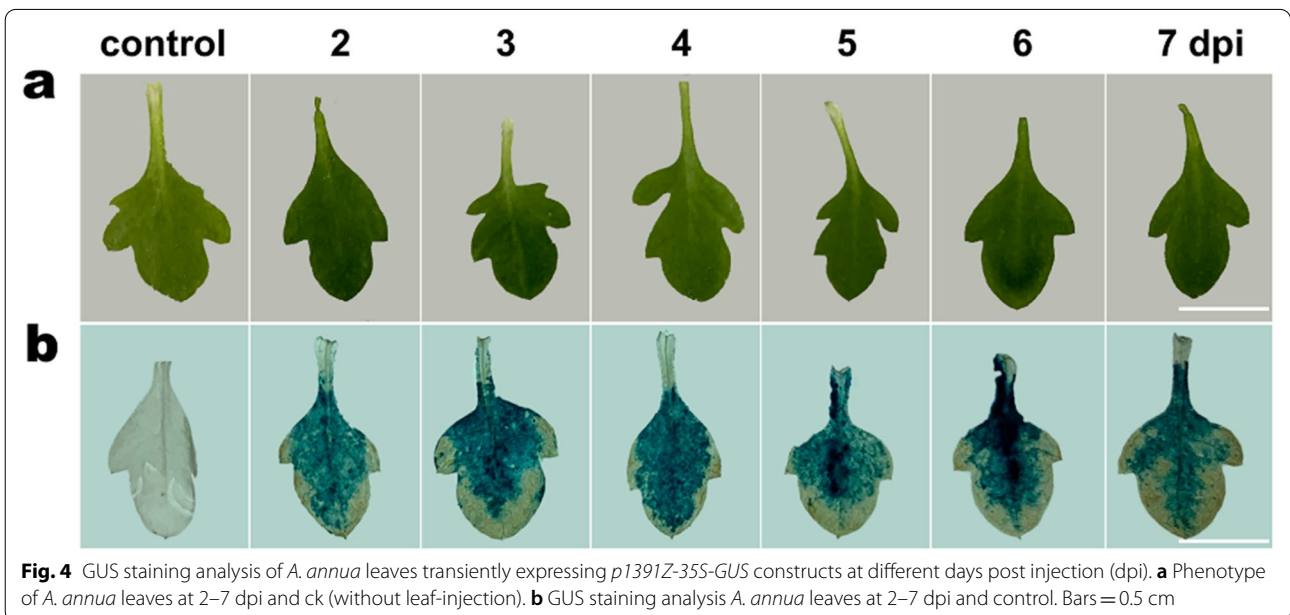 control 2 3 4 5 6 7 dpi
a
b
Fig. 4 GUS staining analysis of A. annua leaves transiently expressing p1391Z-35S-GUS constructs at different days post injection (dpi). a Phenotype
of A. annua leaves at 2–7 dpi and ck (without leaf-injection). b GUS staining analysis A. annua leaves at 2–7 dpi and control. Bars = 0.5 cm